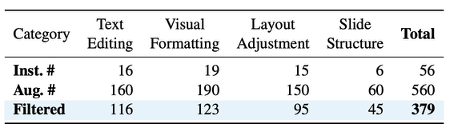 Category Text Editing Visual Formatting Layout Adjustment Slide Structure Total
Inst. # 16 19 15 6 56
Aug. # 160 190 150 60 560
Filtered 116 123 95 45 379